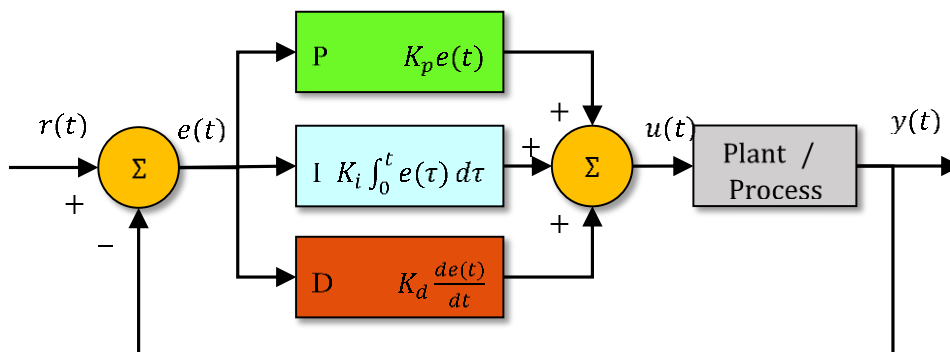 P K_p e(t)
r(t)
e(t)
+
u(t)
y(t)
Σ
I K_i ∫_0^t e(τ) dτ
+
Σ
Plant / 
Process
+
−
+
D K_d de(t)/dt